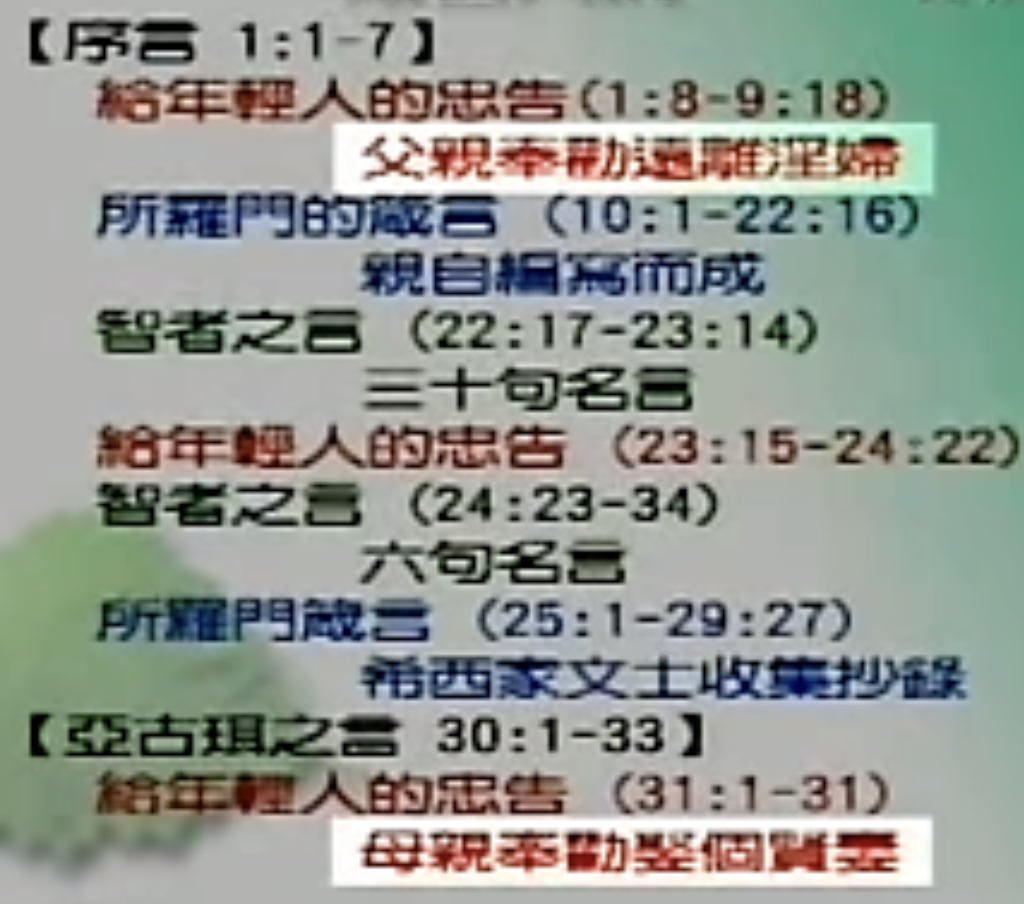 【序言 1:1-7】
給年輕人的忠告(1:8-9:18)
父親奉勸遠離淫婦
所羅門的箴言 (10:1-22:16)
親自編寫而成
智者之言 (22:17-23:14)
三十句名言
給年輕人的忠告 (23:15-24:22)
智者之言 (24:23-34)
六句名言
所羅門箴言 (25:1-29:27)
希西家文士收集抄錄
【亞古珥之言 30:1-33】
給年輕人的忠告 (31:1-31)
母親奉勸娶個賢妻